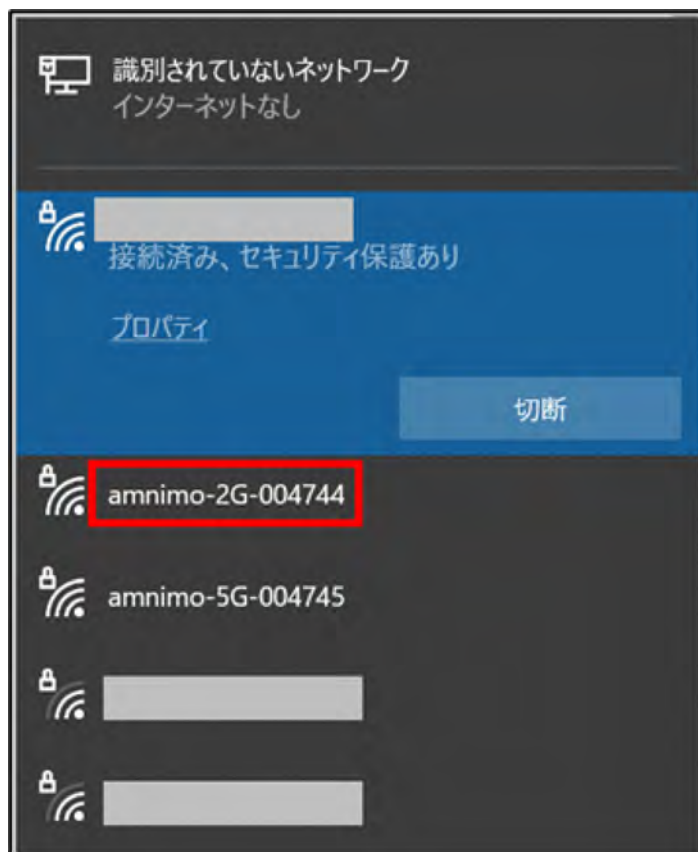 識別されていないネットワーク
インターネットなし
接続済み、セキュリティ保護あり
プロパティ
切断
amnimo-2G-004744
amnimo-5G-004745